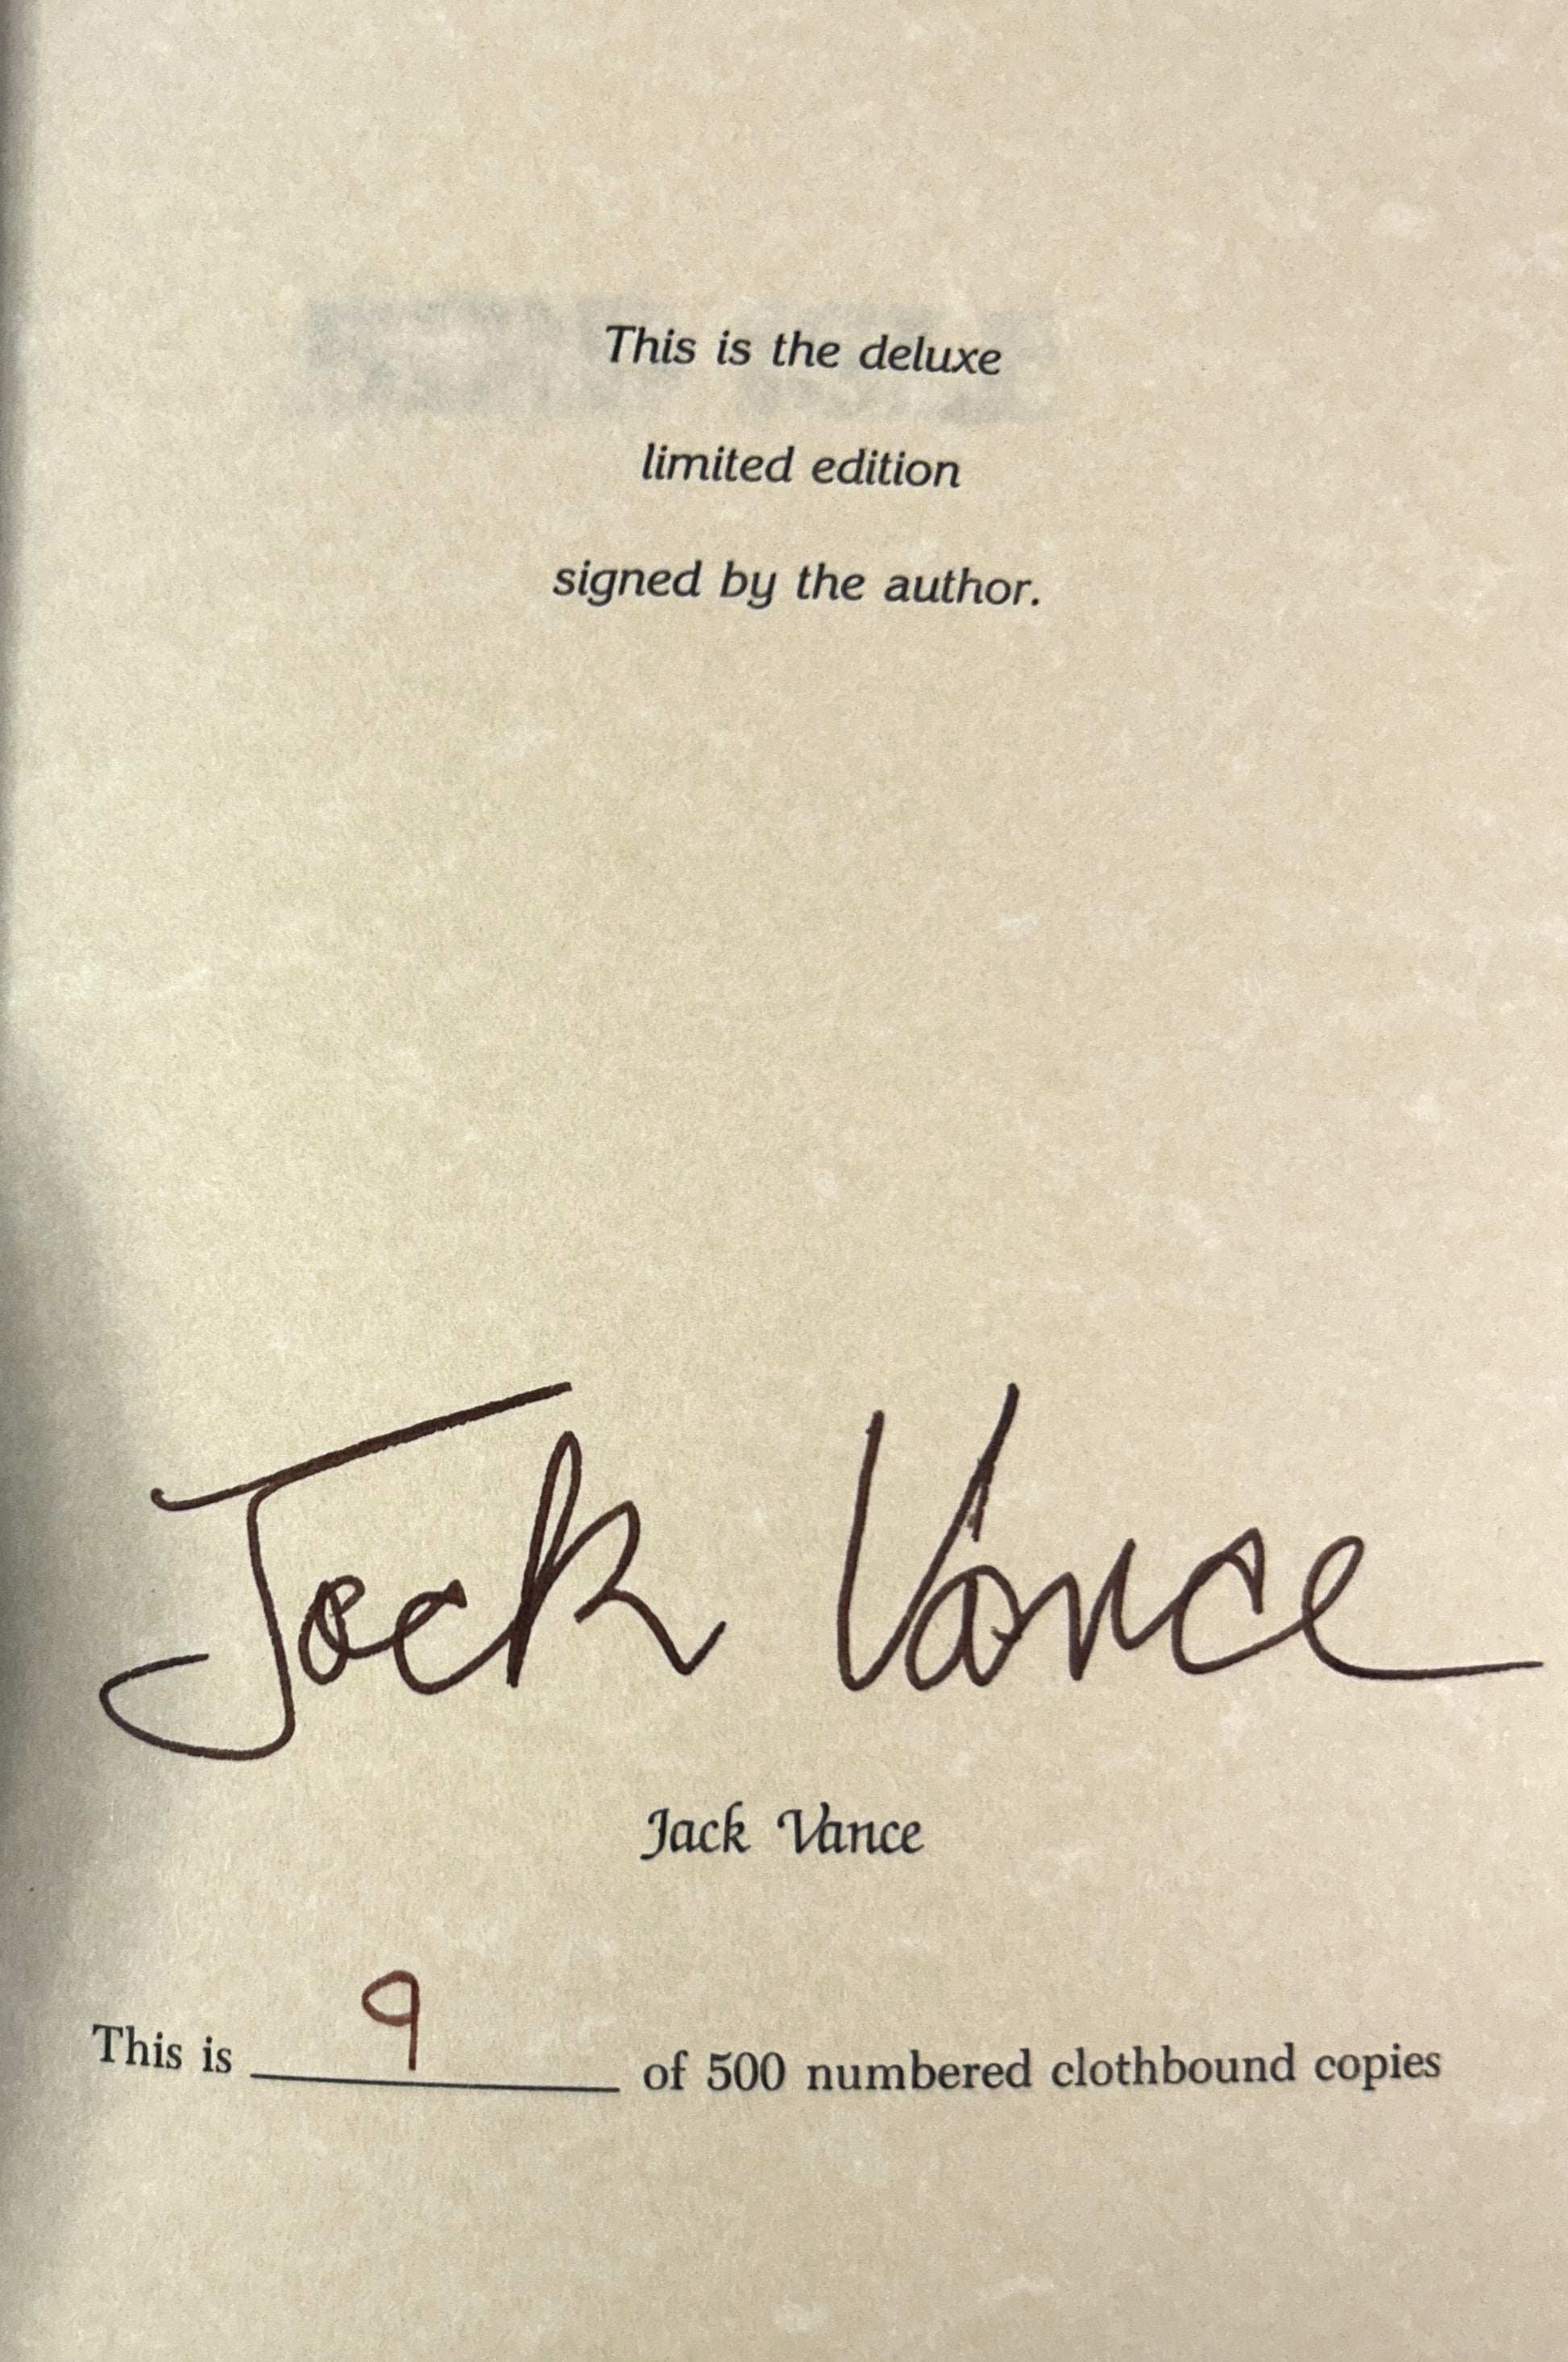 This is the deluxe
limited edition
signed by the author.
Jack Vance
Jack Vance
This is 9 of 500 numbered clothbound copies